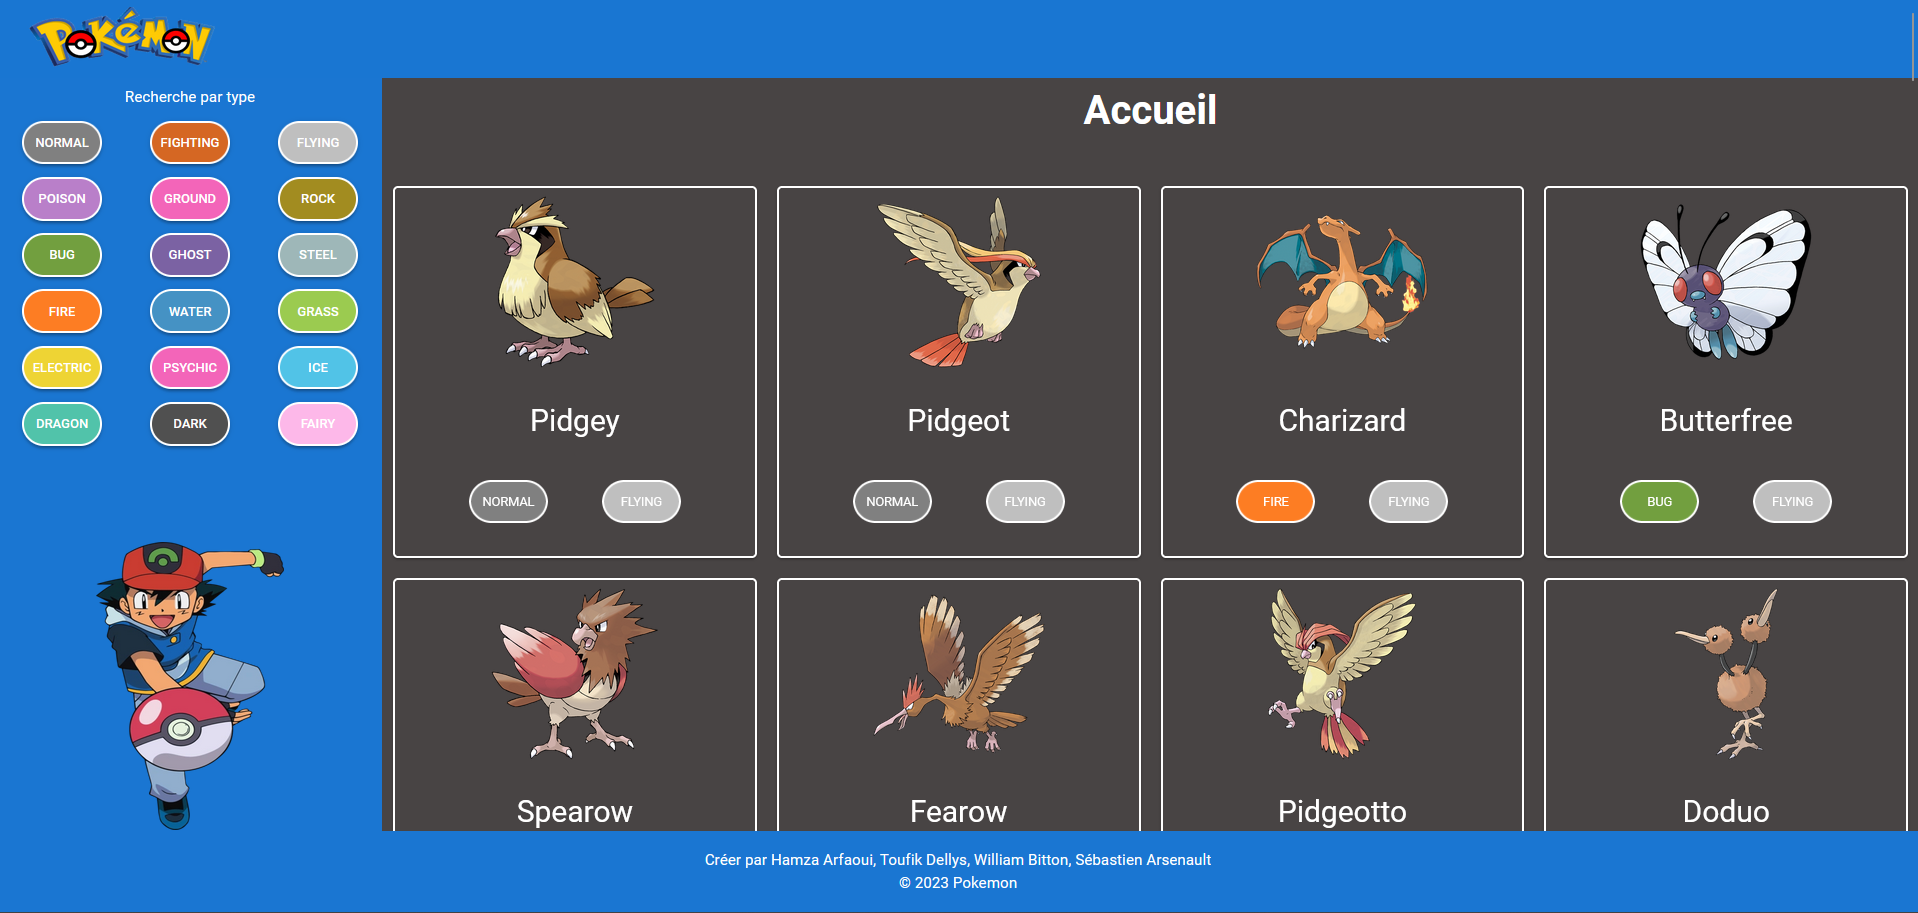 POKéMON
Recherche par type
NORMAL FIGHTING FLYING
POISON GROUND ROCK
BUG GHOST STEEL
FIRE WATER GRASS
ELECTRIC PSYCHIC ICE
DRAGON DARK FAIRY
Accueil
Pidgey
NORMAL FLYING
Pidgeot
NORMAL FLYING
Charizard
FIRE FLYING
Butterfree
BUG FLYING
Spearow
Fearow
Pidgeotto
Doduo
Créer par Hamza Arfaoui, Toufik Dellys, William Bitton, Sébastien Arsenault
© 2023 Pokemon